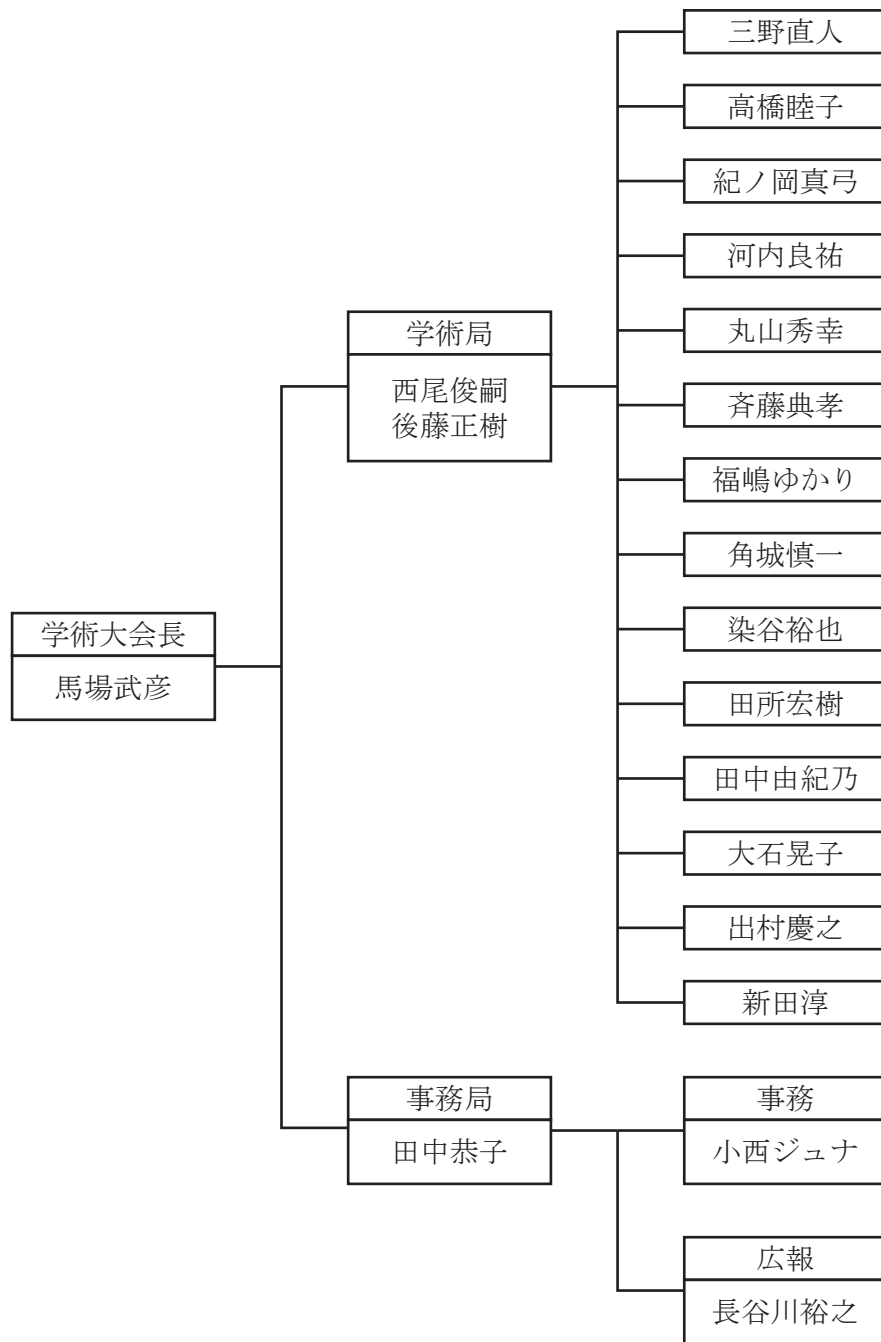 三野直人
高橋睦子
紀ノ岡真弓
河内良祐
学術局
西尾俊嗣
後藤正樹
丸山秀幸
斉藤典孝
福嶋ゆかり
角城慎一
学術大会長
馬場武彦
染谷裕也
田所宏樹
田中由紀乃
大石晃子
出村慶之
新田淳
事務局
田中恭子
事務
小西ジュナ
広報
長谷川裕之